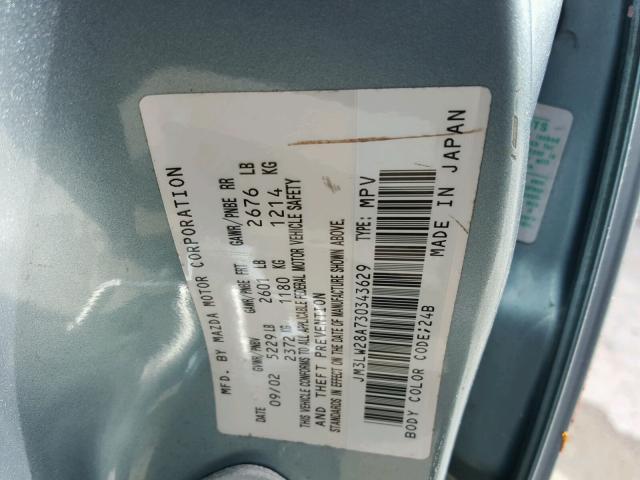 MFD. BY MAZDA MOTOR CORPORATION
DATE GVWR/PNBV GAWR/PNBE FRT GAWR/PNBE RR
09/02 5229 LB 2601 LB 2676 LB
2372 KG 1180 KG 1214 KG
THIS VEHICLE CONFORMS TO ALL APPLICABLE FEDERAL MOTOR VEHICLE SAFETY
AND THEFT PREVENTION
STANDARDS IN EFFECT ON THE DATE OF MANUFACTURE SHOWN ABOVE.
JM3LW28A730343629 TYPE: MPV
BODY COLOR CODE;24B MADE IN JAPAN